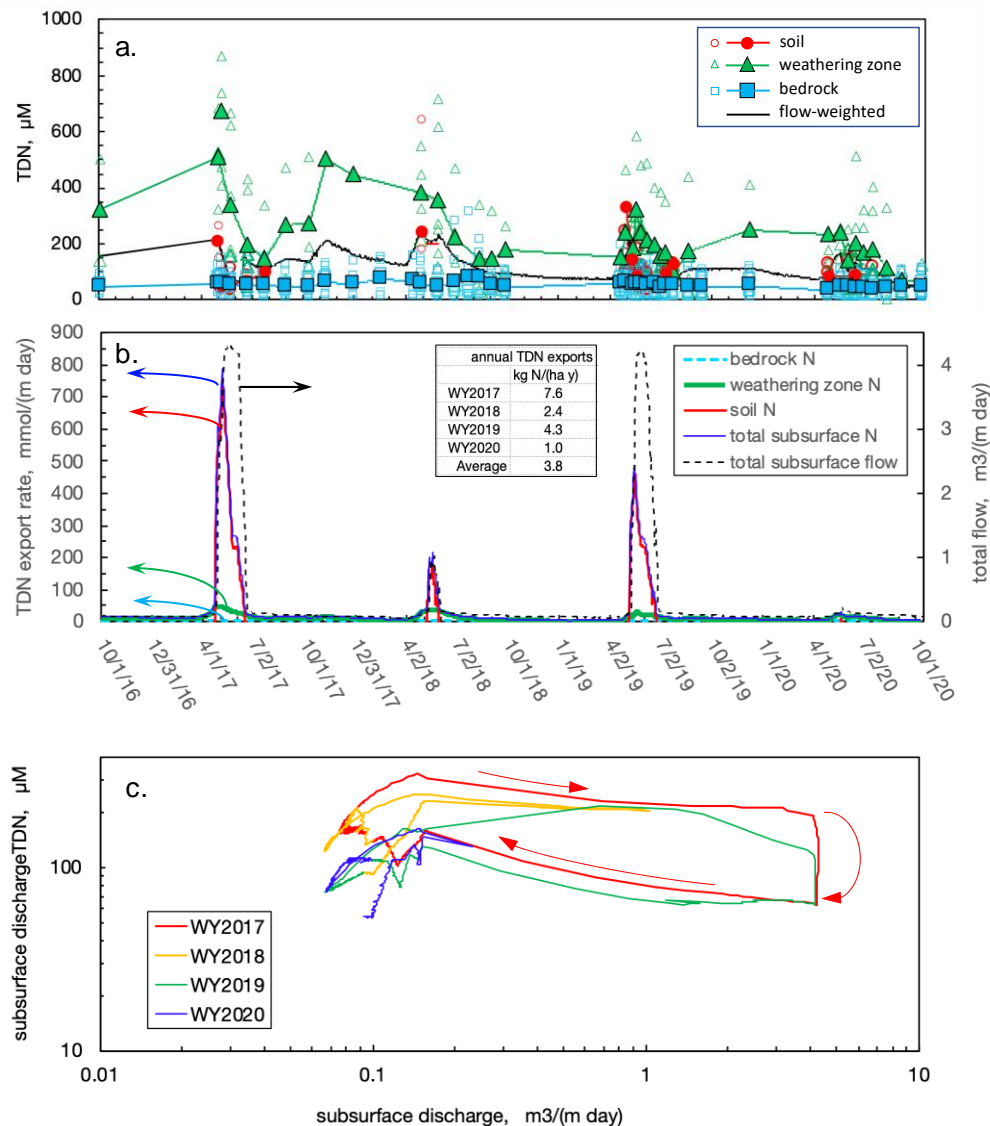 1000
800
600
400
200
0
TDN, µM
a.
soil
weathering zone
bedrock
flow-weighted
900
800
700
600
500
400
300
200
100
0
TDN export rate, mmol/(m day)
b.
annual TDN exports
kg N/(ha y)
WY2017 7.6
WY2018 2.4
WY2019 4.3
WY2020 1.0
Average 3.8
bedrock N
weathering zone N
soil N
total subsurface N
total subsurface flow
4
3
2
1
0
total flow, m3/(m day)
10/1/16
12/31/16
4/1/17
7/2/17
10/1/17
12/31/17
4/2/18
7/2/18
10/1/18
1/1/19
4/2/19
7/2/19
10/2/19
1/1/20
4/1/20
7/2/20
10/1/20
c.
100
10
subsurface dischargeTDN, µM
WY2017
WY2018
WY2019
WY2020
0.01
0.1
1
10
subsurface discharge, m3/(m day)